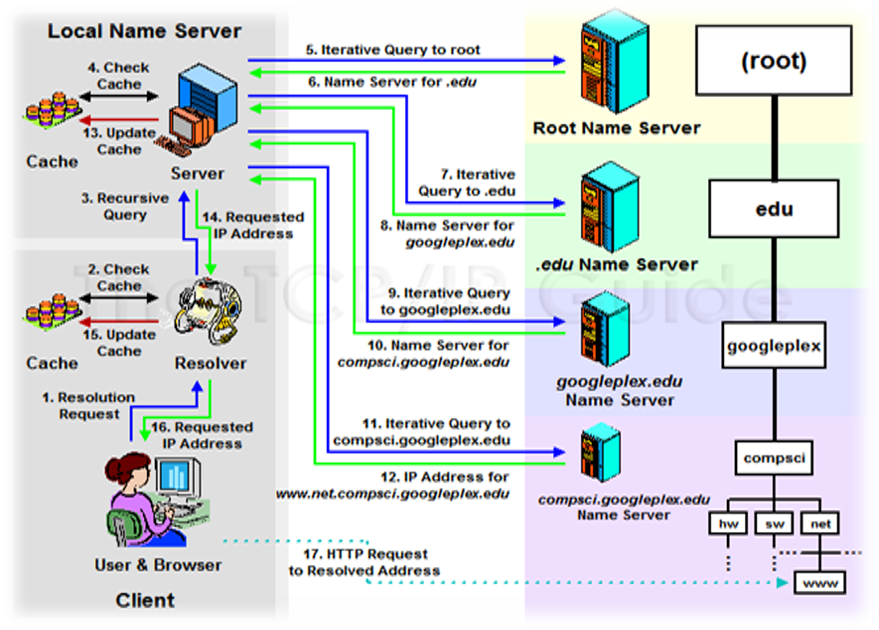 Local Name Server
4. Check
Cache
13. Update
Cache
Cache
Server
3. Recursive
Query
14. Requested
IP Address
5. Iterative Query to root
6. Name Server for .edu
7. Iterative
Query to .edu
8. Name Server for
googleplex.edu
9. Iterative Query
to googleplex.edu
10. Name Server for
compsci.googleplex.edu
11. Iterative Query to
compsci.googleplex.edu
12. IP Address for
www.net.compsci.googleplex.edu
Root Name Server
.edu Name Server
googleplex.edu
Name Server
compsci.googleplex.edu
Name Server
(root)
edu
googleplex
compsci
hw
sw
net
www
The TCP/IP Guide
2. Check
Cache
15. Update
Cache
Cache
Resolver
1. Resolution
Request
16. Requested
IP Address
User & Browser
Client
17. HTTP Request
to Resolved Address